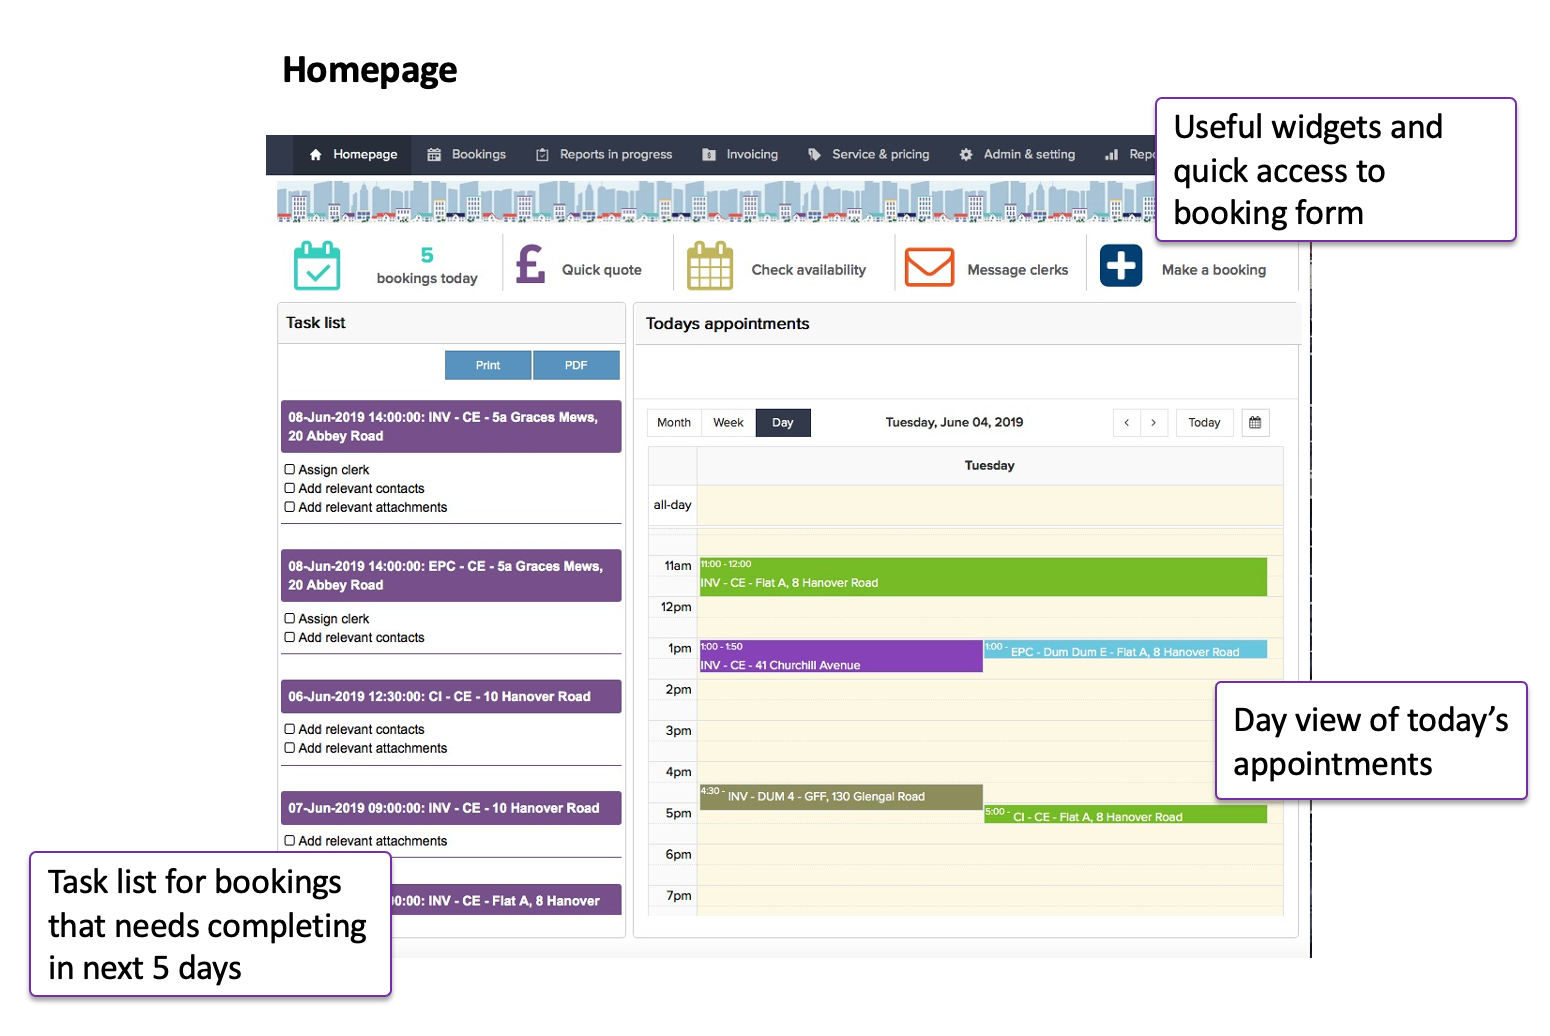 Homepage
Homepage Bookings Reports in progress Invoicing Service & pricing Admin & setting
Useful widgets and
quick access to
booking form
5
bookings today
Quick quote
Check availability
Message clerks
Make a booking
Task list
Print PDF
08-Jun-2019 14:00:00: INV - CE - 5a Graces Mews,
20 Abbey Road
Assign clerk
Add relevant contacts
Add relevant attachments
08-Jun-2019 14:00:00: EPC - CE - 5a Graces Mews,
20 Abbey Road
Assign clerk
Add relevant contacts
06-Jun-2019 12:30:00: CI - CE - 10 Hanover Road
Add relevant contacts
Add relevant attachments
07-Jun-2019 09:00:00: INV - CE - 10 Hanover Road
Add relevant attachments
INV - CE - Flat A, 8 Hanover
Task list for bookings
that needs completing
in next 5 days
Todays appointments
Month Week Day Tuesday, June 04, 2019 < > Today
Tuesday
all-day
11am
11:00 - 12:00
INV - CE - Flat A, 8 Hanover Road
12pm
1pm
1:00 - 1:50
INV - CE - 41 Churchill Avenue
1:00 - EPC - Dum Dum E - Flat A, 8 Hanover Road
2pm
3pm
4pm
4:30 - INV - DUM 4 - GFF, 130 Glengal Road
5pm
5:00 - CI - CE - Flat A, 8 Hanover Road
6pm
7pm
Day view of today’s
appointments